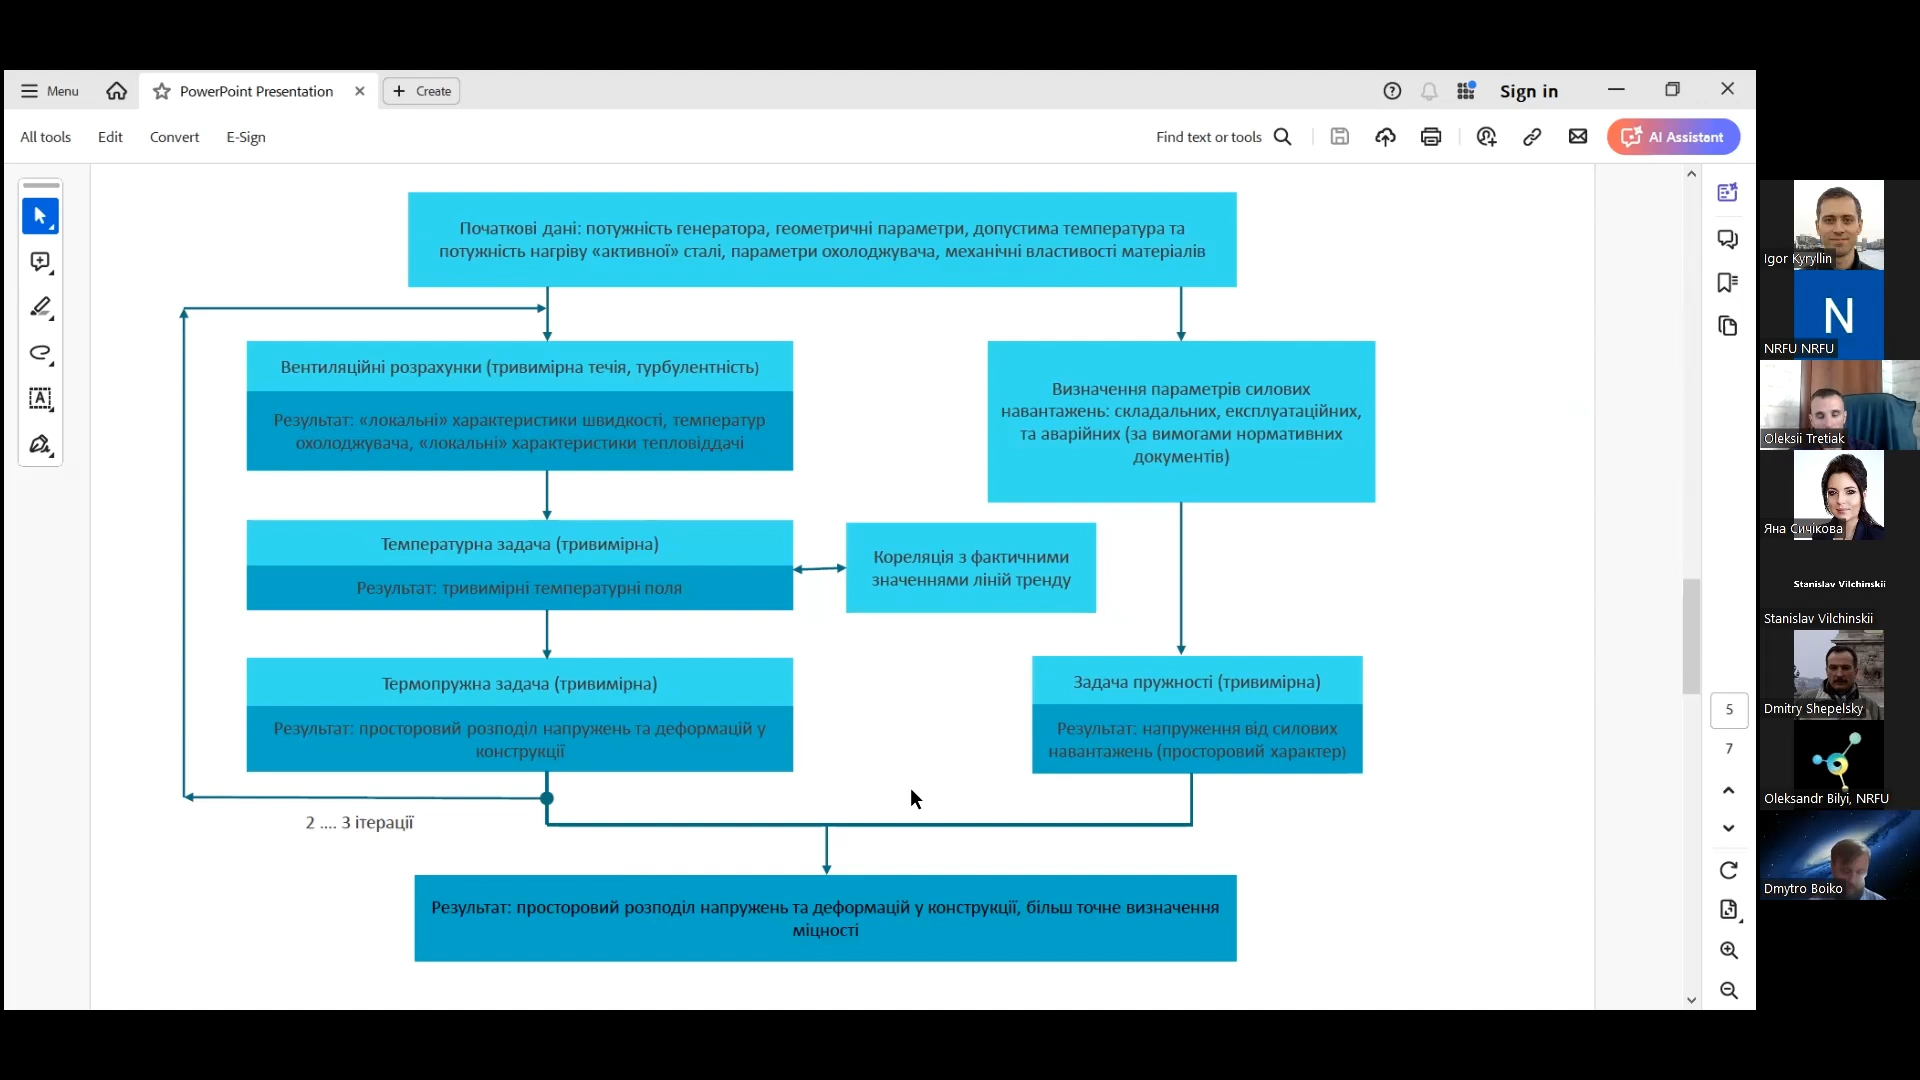 Menu
PowerPoint Presentation
Create
Sign in
All tools
Edit
Convert
E-Sign
Find text or tools
AI Assistant
Початкові дані: потужність генератора, геометричні параметри, допустима температура та
потужність нагріву «активної» сталі, параметри охолоджувача, механічні властивості матеріалів
Вентиляційні розрахунки (тривимірна течія, турбулентність)
Результат: «локальні» характеристики швидкості, температур
охолоджувача, «локальні» характеристики тепловіддачі
Визначення параметрів силових
навантажень: складальних, експлуатаційних,
та аварійних (за вимогами нормативних
документів)
Температурна задача (тривимірна)
Результат: тривимірні температурні поля
Кореляція з фактичними
значеннями ліній тренду
Термопружна задача (тривимірна)
Результат: просторовий розподіл напружень та деформацій у
конструкції
Задача пружності (тривимірна)
Результат: напруження від силових
навантажень (просторовий характер)
2 .... 3 ітерації
Результат: просторовий розподіл напружень та деформацій у конструкції, більш точне визначення
міцності
5
7
Igor Kyryllin
N
NRFU NRFU
Oleksii Tretiak
Яна Сичікова
Stanislav Vilchinskii
Stanislav Vilchinskii
Dmitry Shepelsky
Oleksandr Bilyi, NRFU
Dmytro Boiko